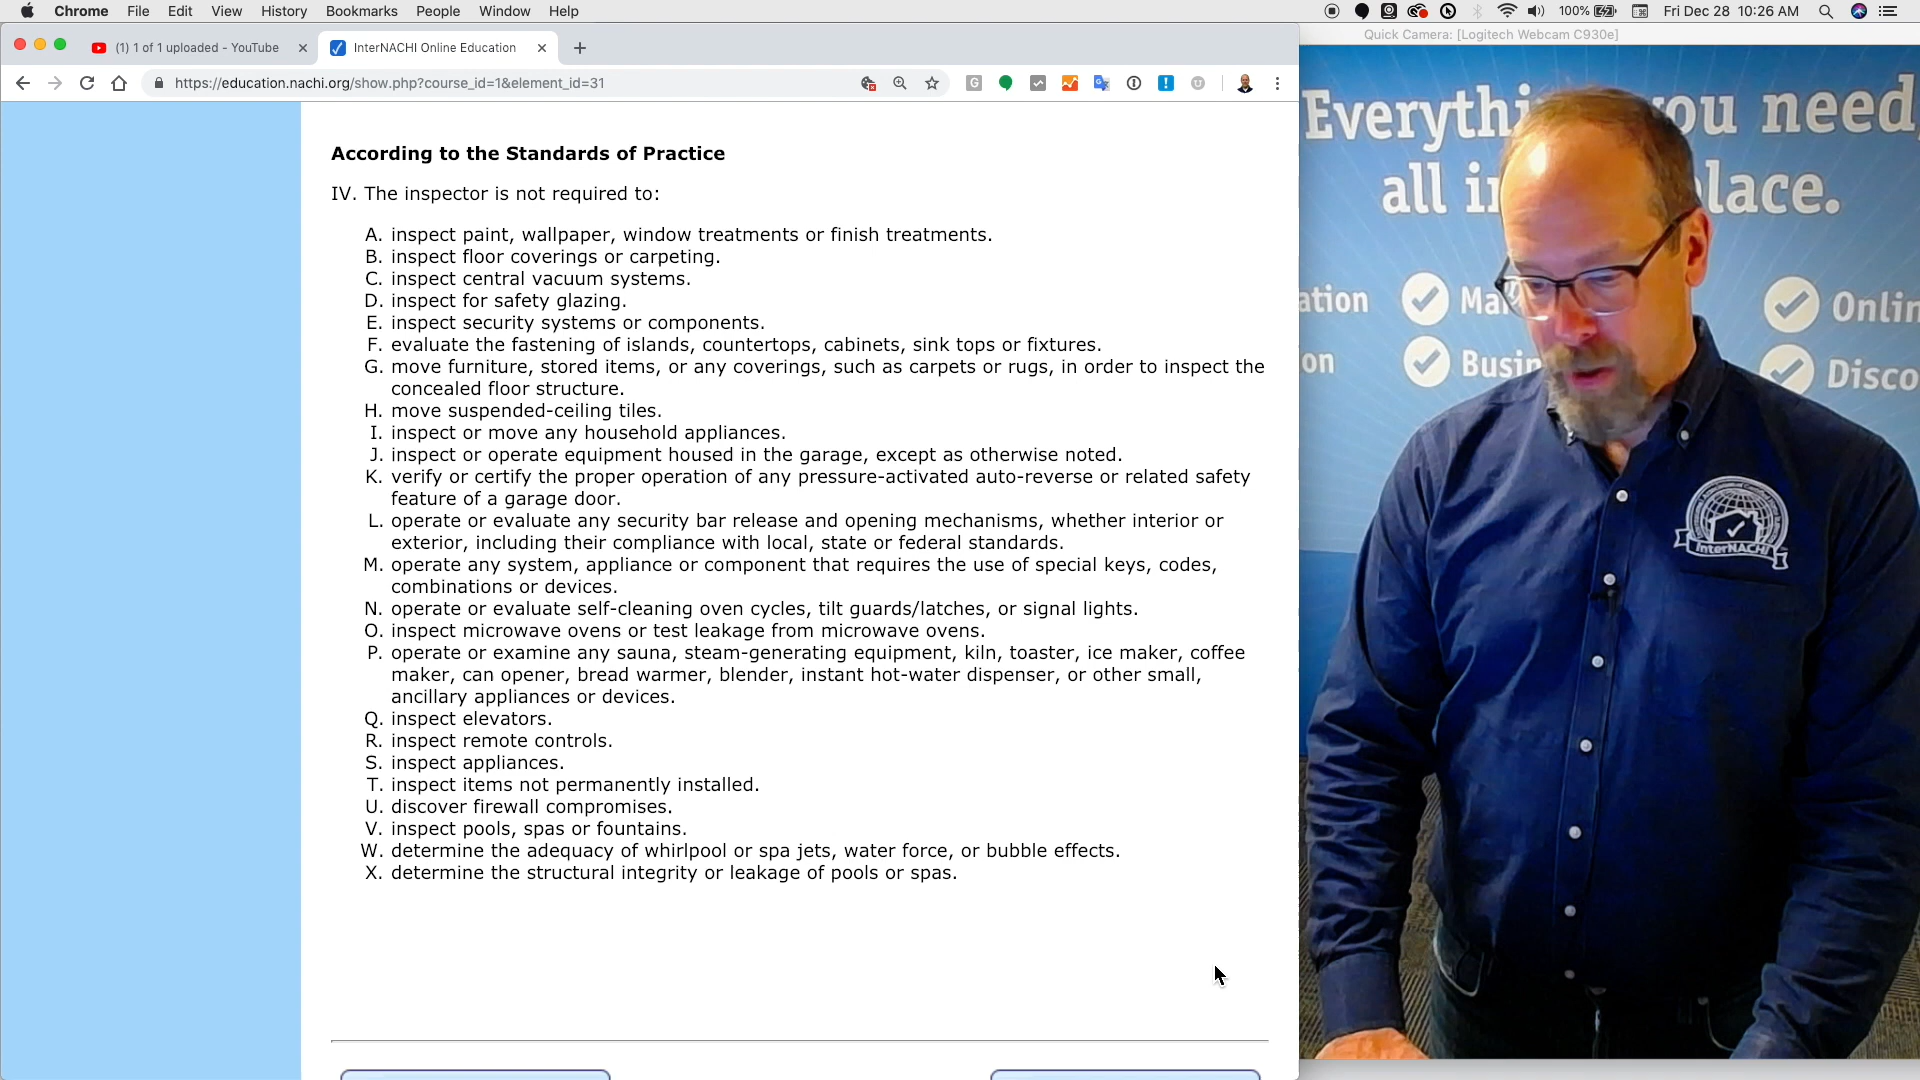 Chrome File Edit View History Bookmarks People Window Help
100% Fri Dec 28 10:26 AM
(1) 1 of 1 uploaded - YouTube
InterNACHI Online Education
Quick Camera: [Logitech Webcam C930e]
https://education.nachi.org/show.php?course_id=1&element_id=31
According to the Standards of Practice
IV. The inspector is not required to:
A. inspect paint, wallpaper, window treatments or finish treatments.
B. inspect floor coverings or carpeting.
C. inspect central vacuum systems.
D. inspect for safety glazing.
E. inspect security systems or components.
F. evaluate the fastening of islands, countertops, cabinets, sink tops or fixtures.
G. move furniture, stored items, or any coverings, such as carpets or rugs, in order to inspect the
concealed floor structure.
H. move suspended-ceiling tiles.
I. inspect or move any household appliances.
J. inspect or operate equipment housed in the garage, except as otherwise noted.
K. verify or certify the proper operation of any pressure-activated auto-reverse or related safety
feature of a garage door.
L. operate or evaluate any security bar release and opening mechanisms, whether interior or
exterior, including their compliance with local, state or federal standards.
M. operate any system, appliance or component that requires the use of special keys, codes,
combinations or devices.
N. operate or evaluate self-cleaning oven cycles, tilt guards/latches, or signal lights.
O. inspect microwave ovens or test leakage from microwave ovens.
P. operate or examine any sauna, steam-generating equipment, kiln, toaster, ice maker, coffee
maker, can opener, bread warmer, blender, instant hot-water dispenser, or other small,
ancillary appliances or devices.
Q. inspect elevators.
R. inspect remote controls.
S. inspect appliances.
T. inspect items not permanently installed.
U. discover firewall compromises.
V. inspect pools, spas or fountains.
W. determine the adequacy of whirlpool or spa jets, water force, or bubble effects.
X. determine the structural integrity or leakage of pools or spas.
Everythi ou need,
all i lace.
ation Ma Onlin
on Busin Disco
InterNACHI